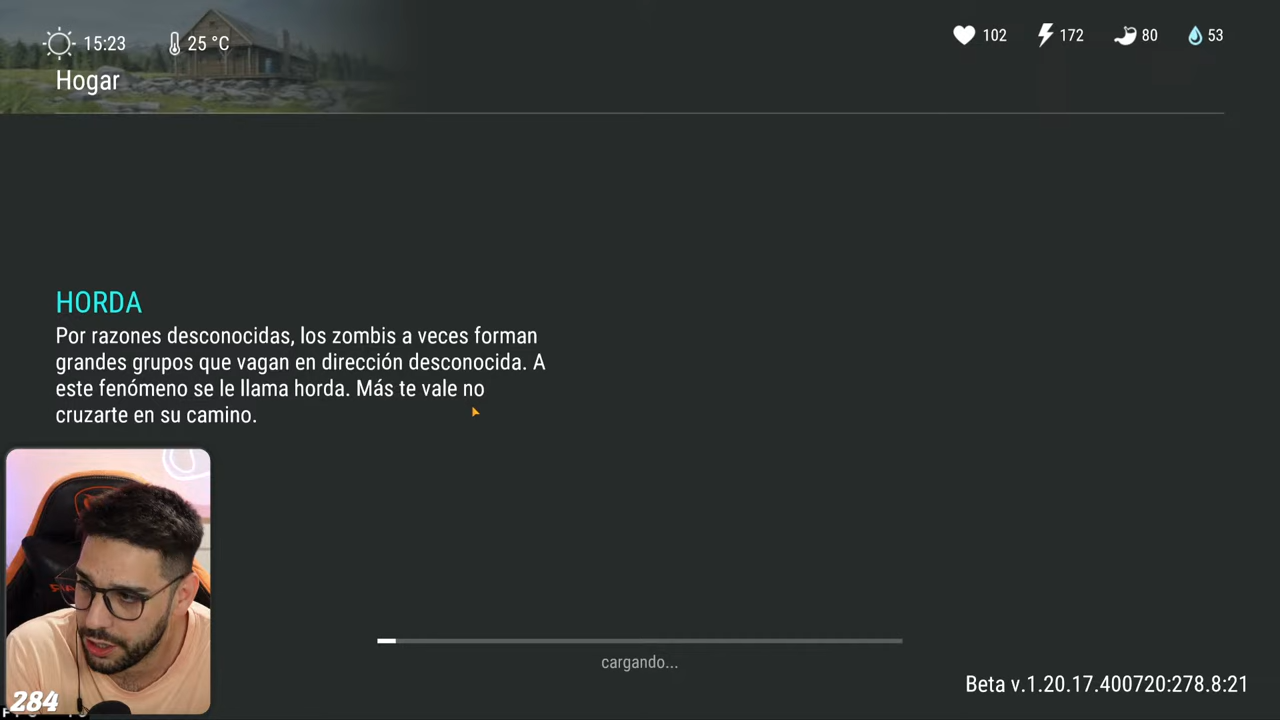 15:23 25 °C 102 172 80 53
Hogar
HORDA
Por razones desconocidas, los zombis a veces forman
grandes grupos que vagan en dirección desconocida. A
este fenómeno se le llama horda. Más te vale no
cruzarte en su camino.
cargando...
Beta v.1.20.17.400720:278.8:21
284